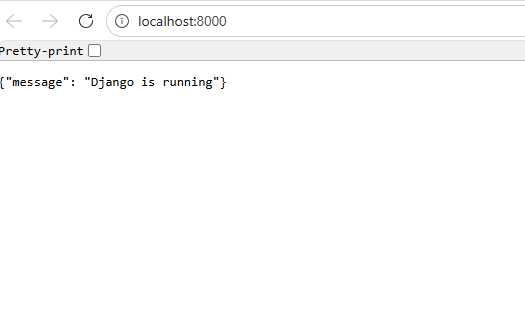 localhost:8000
Pretty-print
{"message": "Django is running"}